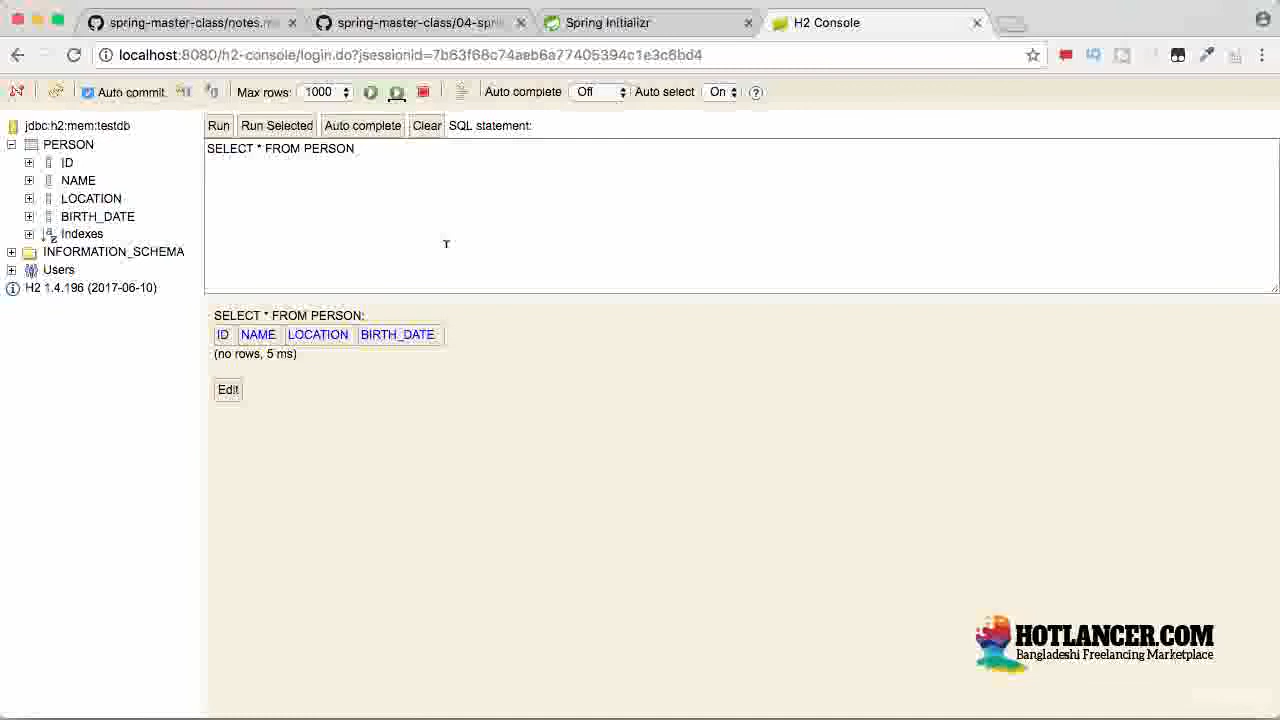 spring-master-class/notes.m
spring-master-class/04-sprin
Spring Initializr
H2 Console
localhost:8080/h2-console/login.do?jsessionid=7b63f68c74aeb6a77405394c1e3c6bd4
Auto commit
Max rows: 1000
Auto complete Off
Auto select On
jdbc:h2:mem:testdb
PERSON
ID
NAME
LOCATION
BIRTH_DATE
Indexes
INFORMATION_SCHEMA
Users
H2 1.4.196 (2017-06-10)
Run Run Selected Auto complete Clear SQL statement:
SELECT * FROM PERSON
SELECT * FROM PERSON;
ID NAME LOCATION BIRTH_DATE
(no rows, 5 ms)
Edit
HOTLANCER.COM
Bangladeshi Freelancing Marketplace